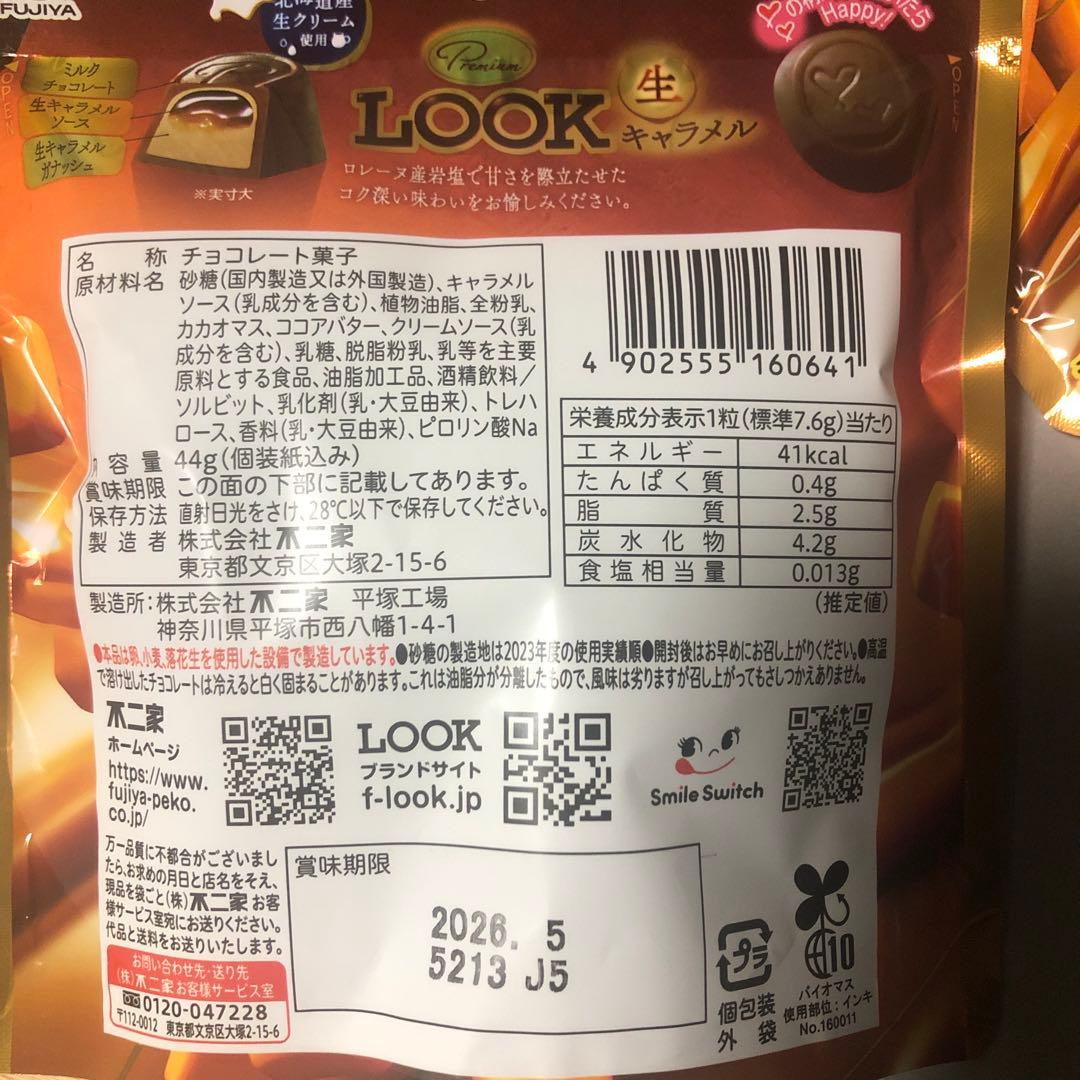 FUJIYA
北海道産
生クリーム
使用
Happy!
OPEN
OPEN
ミルク
チョコレート
生キャラメル
ソース
生キャラメル
ガナッシュ
※実寸大
Premium
LOOK
生
キャラメル
ロレーヌ産岩塩で甘さを際立たせた
コク深い味わいをお愉しみください。
名称 チョコレート菓子
原材料名 砂糖(国内製造又は外国製造)、キャラメル
ソース(乳成分を含む)、植物油脂、全粉乳、
カカオマス、ココアバター、クリームソース(乳
成分を含む)、乳糖、脱脂粉乳、乳等を主要
原料とする食品、油脂加工品、酒精飲料/
ソルビット、乳化剤(乳・大豆由来)、トレハ
ロース、香料(乳・大豆由来)、ピロリン酸Na
内容量 44g(個装紙込み)
賞味期限 この面の下部に記載してあります。
保存方法 直射日光をさけ、28℃以下で保存してください。
製造者 株式会社 不二家
東京都文京区大塚2-15-6
4 902555 160641
栄養成分表示1粒(標準7.6g)当たり
エネルギー 41kcal
たんぱく質 0.4g
脂質 2.5g
炭水化物 4.2g
食塩相当量 0.013g
(推定値)
製造所:株式会社 不二家 平塚工場
神奈川県平塚市西八幡1-4-1
●本品は卵、小麦、落花生を使用した設備で製造しています。●砂糖の製造地は2023年度の使用実績順●開封後はお早めにお召し上がりください。●高温
で溶け出したチョコレートは冷えると白く固まることがあります。これは油脂分が分離したもので、風味は劣りますが召し上がってもさしつかえありません。
不二家
ホームページ
https://www.
fujiya-peko.
co.jp/
LOOK
ブランドサイト
f-look.jp
Smile Switch
万一品質に不都合がございまし
たら、お求めの月日と店名をそえ、
現品を袋ごと(株)不二家 お客
様サービス室宛にお送りください。
代品と送料をお送りいたします。
お問い合わせ先・送り先
(株)不二家 お客様サービス室
0120-047228
〒112-0012 東京都文京区大塚2-15-6
賞味期限
2026. 5
5213 J5
プラ
個包装
外袋
10
バイオマス
使用部位:インキ
No.160011